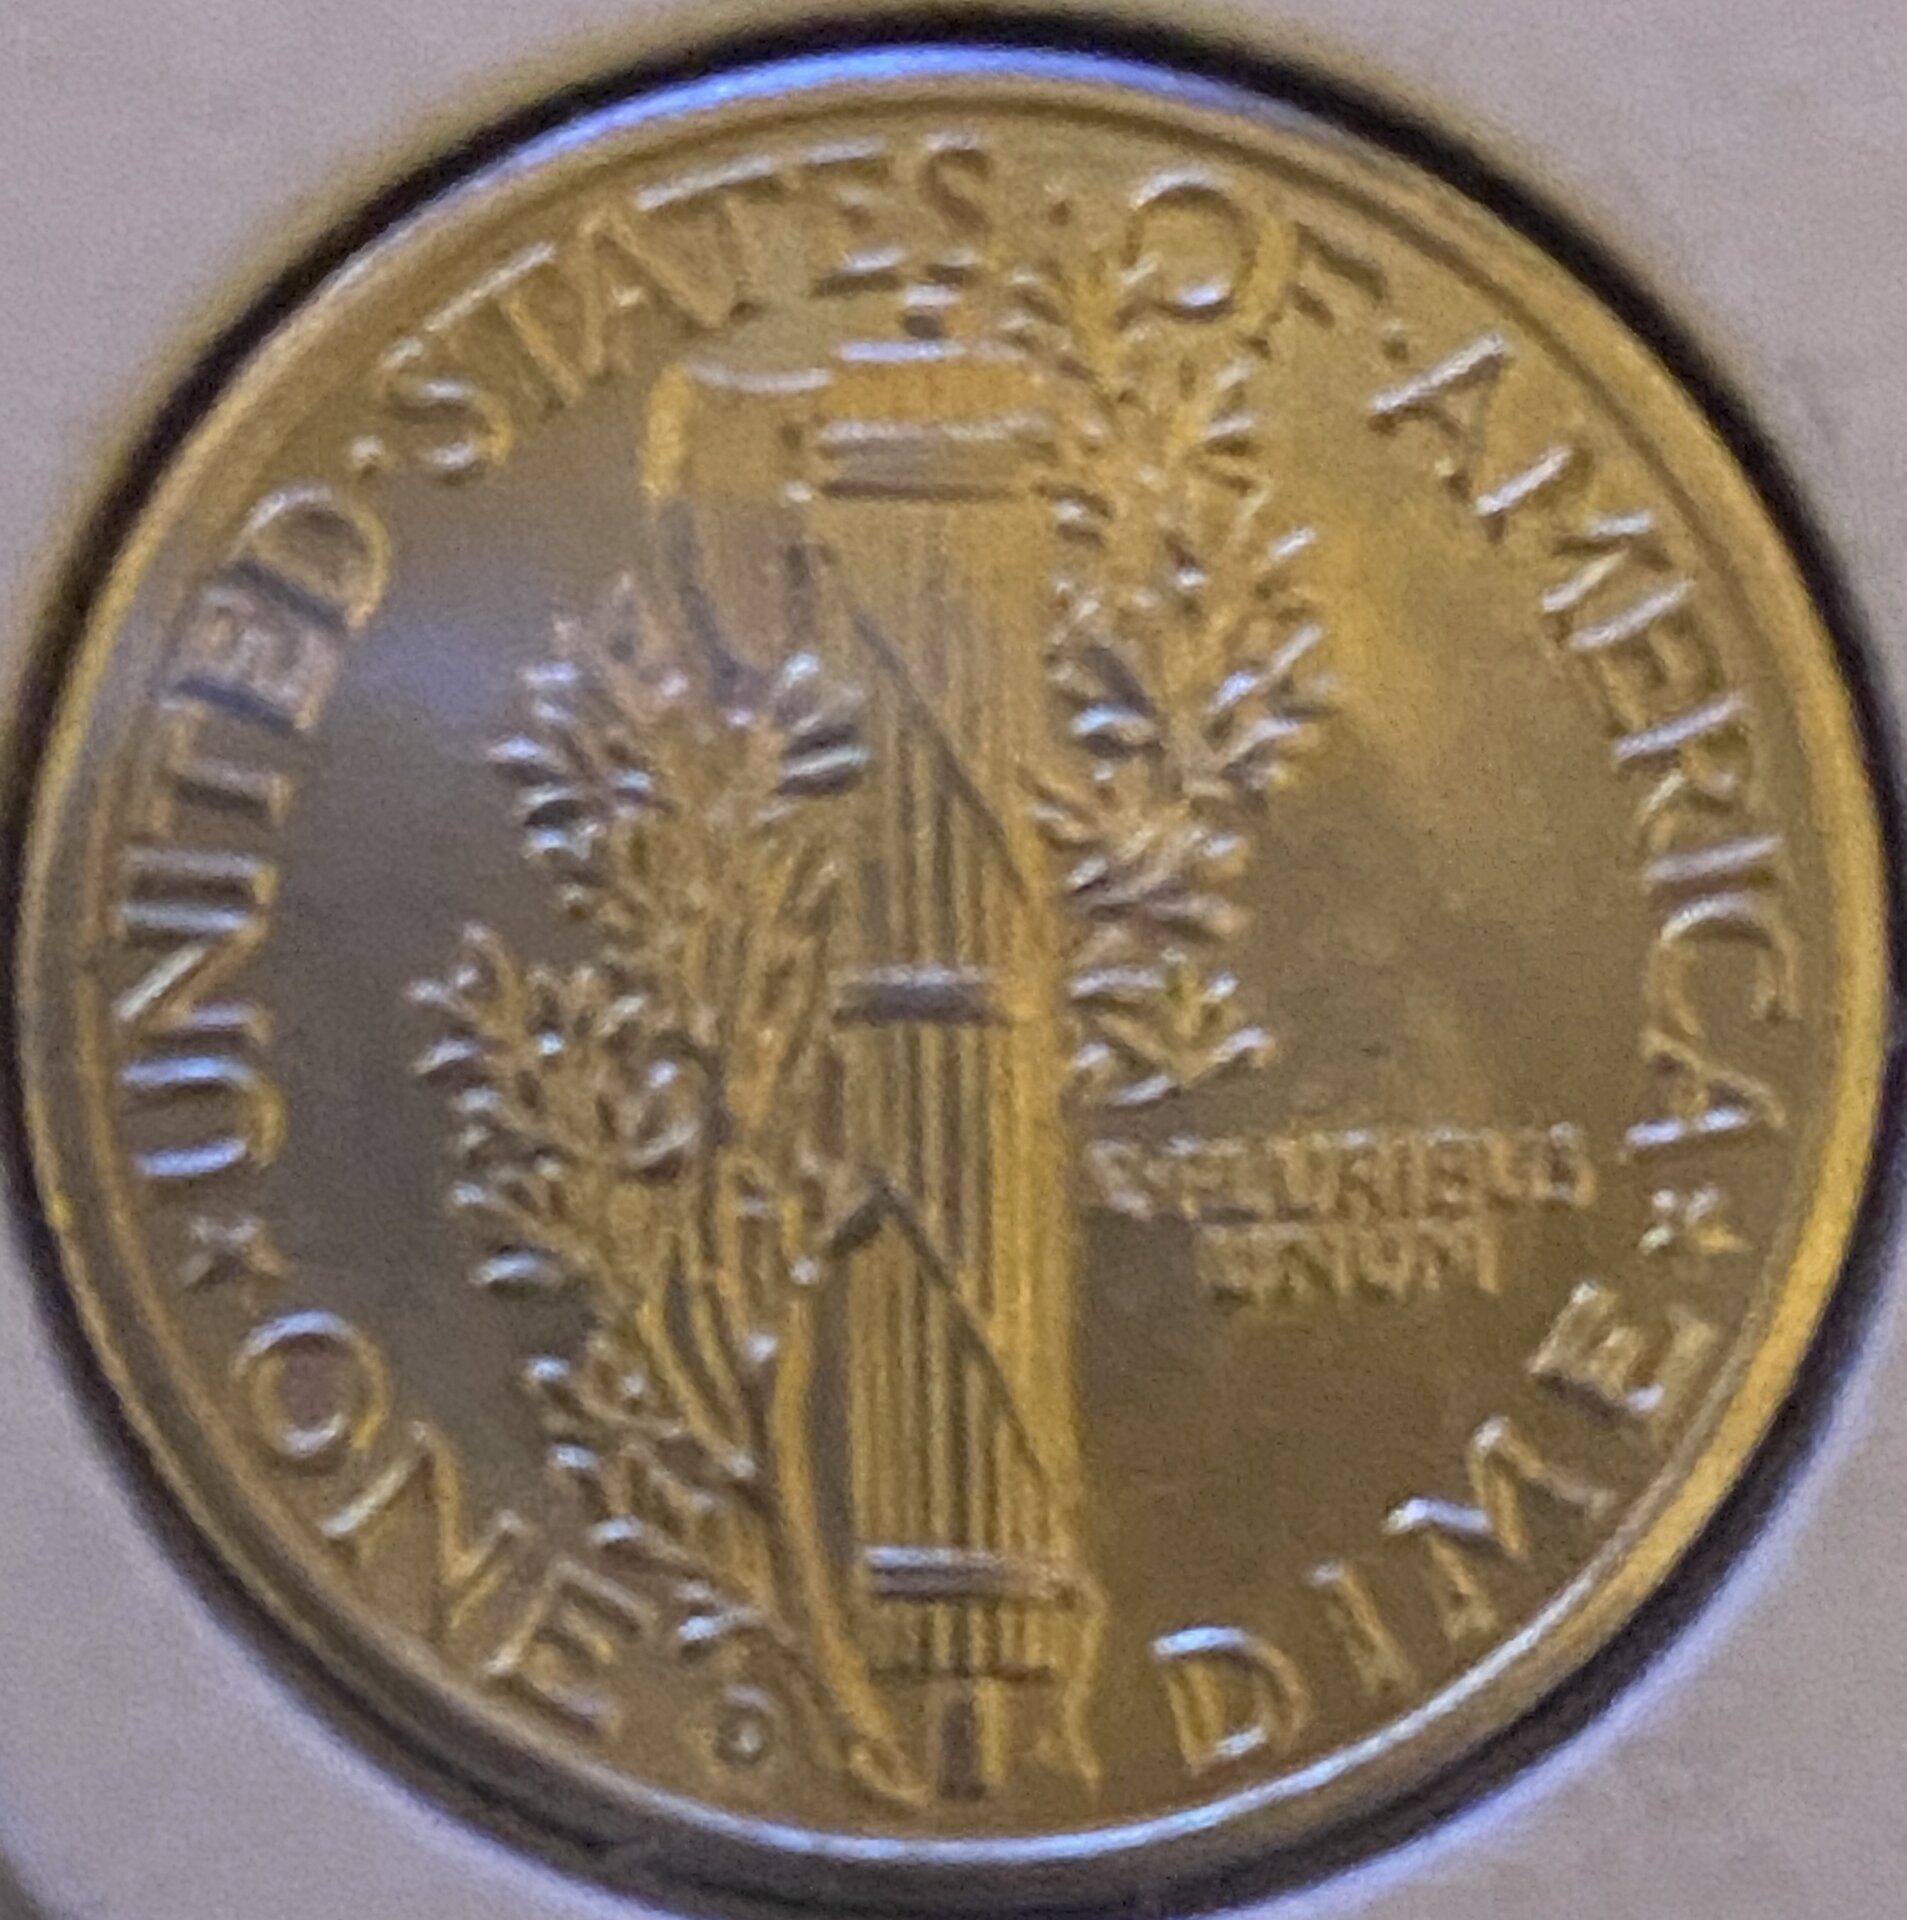 UNITED·STATES·OF·AMERICA
E·PLURIBUS
UNUM
ONE DIME